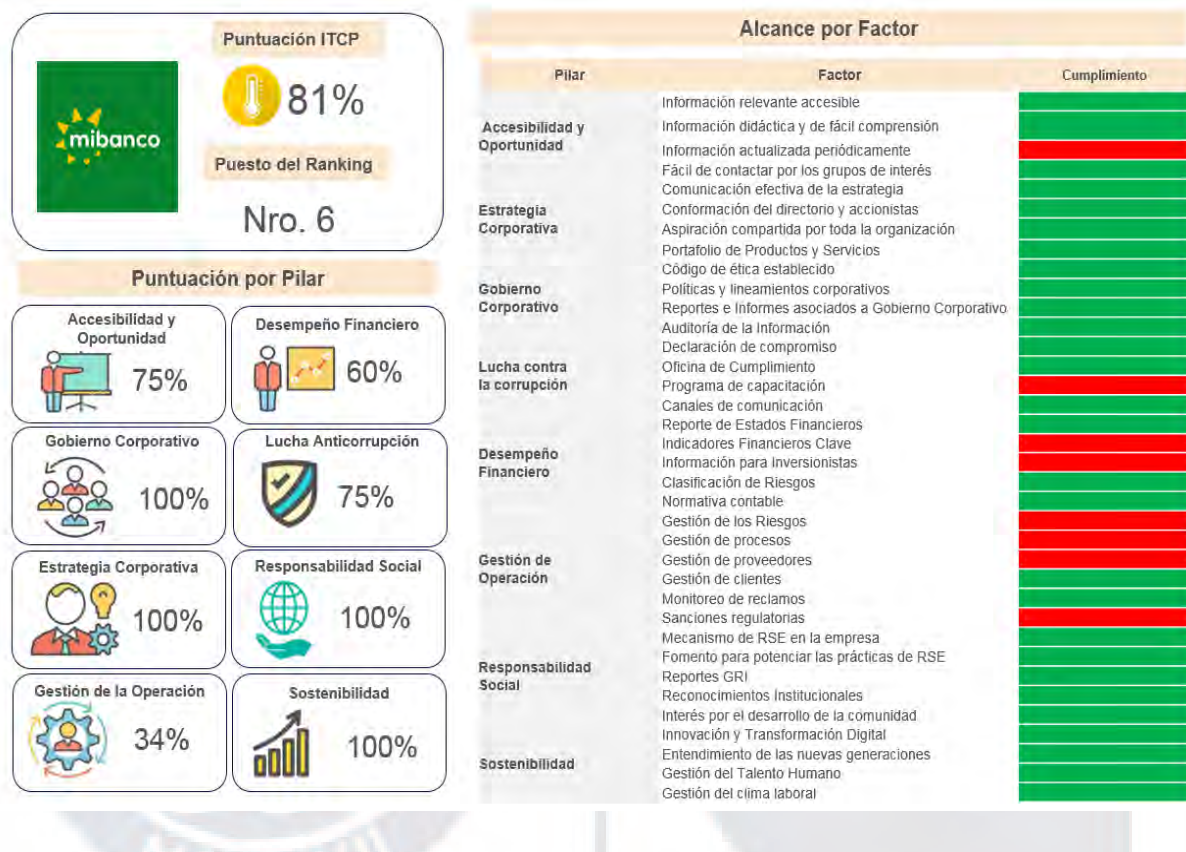 Puntuación ITCP
81%
mibanco
Puesto del Ranking
Nro. 6
Puntuación por Pilar
Accesibilidad y
Oportunidad
75%
Desempeño Financiero
60%
Gobierno Corporativo
100%
Lucha Anticorrupción
75%
Estrategia Corporativa
100%
Responsabilidad Social
100%
Gestión de la Operación
34%
Sostenibilidad
100%
Alcance por Factor
Pilar Factor Cumplimiento
Accesibilidad y
Oportunidad
Información relevante accesible
Información didáctica y de fácil comprensión
Información actualizada periódicamente
Fácil de contactar por los grupos de interés
Estrategia
Corporativa
Comunicación efectiva de la estrategia
Conformación del directorio y accionistas
Aspiración compartida por toda la organización
Portafolio de Productos y Servicios
Gobierno
Corporativo
Código de ética establecido
Políticas y lineamientos corporativos
Reportes e Informes asociados a Gobierno Corporativo
Auditoría de la Información
Lucha contra
la corrupción
Declaración de compromiso
Oficina de Cumplimiento
Programa de capacitación
Canales de comunicación
Desempeño
Financiero
Reporte de Estados Financieros
Indicadores Financieros Clave
Información para Inversionistas
Clasificación de Riesgos
Normativa contable
Gestión de
Operación
Gestión de los Riesgos
Gestión de procesos
Gestión de proveedores
Gestión de clientes
Monitoreo de reclamos
Sanciones regulatorias
Responsabilidad
Social
Mecanismo de RSE en la empresa
Fomento para potenciar las prácticas de RSE
Reportes GRI
Reconocimientos Institucionales
Interés por el desarrollo de la comunidad
Sostenibilidad
Innovación y Transformación Digital
Entendimiento de las nuevas generaciones
Gestión del Talento Humano
Gestión del clima laboral